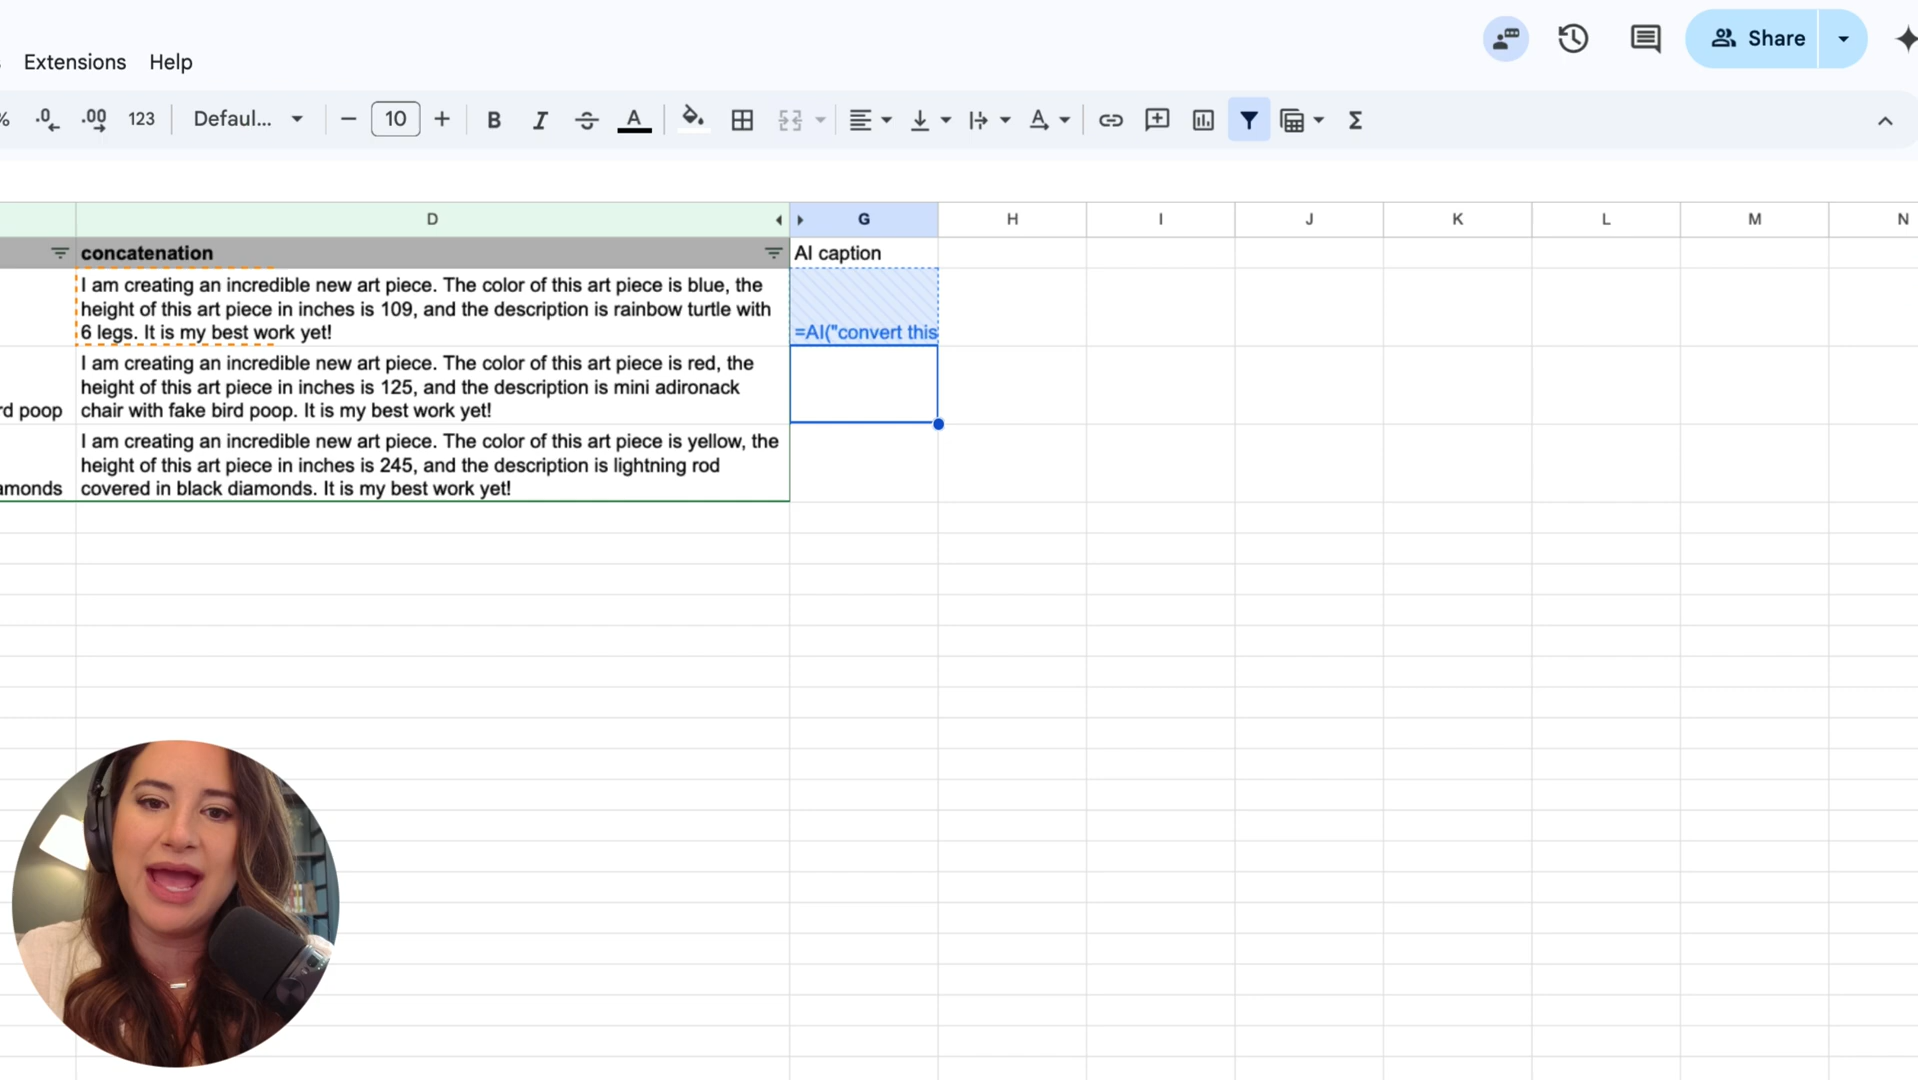 Extensions Help
Share
% .0 .00 123 Defaul... 10 B I A A Σ
D G H I J K L M N
concatenation AI caption
I am creating an incredible new art piece. The color of this art piece is blue, the
height of this art piece in inches is 109, and the description is rainbow turtle with
6 legs. It is my best work yet!
=AI("convert this
I am creating an incredible new art piece. The color of this art piece is red, the
height of this art piece in inches is 125, and the description is mini adironack
rd poop chair with fake bird poop. It is my best work yet!
I am creating an incredible new art piece. The color of this art piece is yellow, the
height of this art piece in inches is 245, and the description is lightning rod
amonds covered in black diamonds. It is my best work yet!